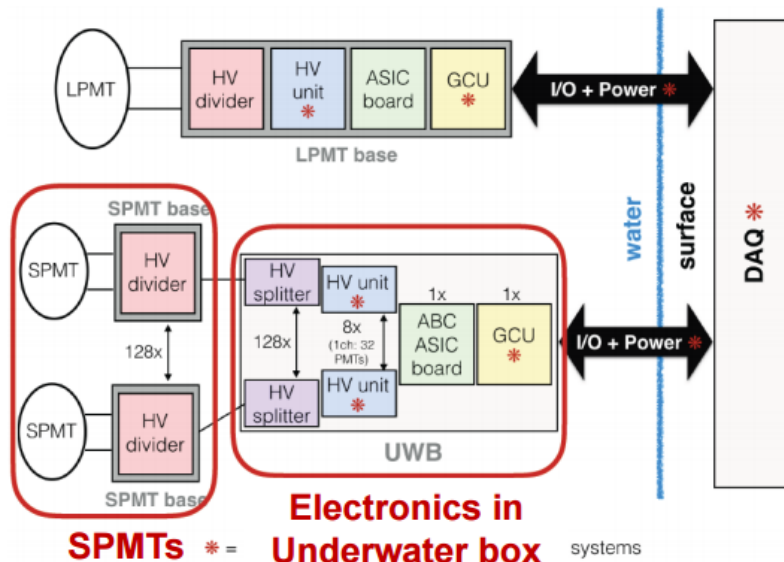 LPMT
HV
divider
HV
unit
✳
ASIC
board
GCU
✳
I/O + Power ✳
LPMT base
water
surface
DAQ ✳
SPMT base
SPMT
HV
divider
128x
SPMT
HV
divider
SPMT base
HV
splitter
HV unit
✳
128x
8x
(1ch: 32
PMTs)
HV
splitter
HV unit
✳
1x
ABC
ASIC
board
1x
GCU
✳
UWB
I/O + Power ✳
SPMTs
✳ =
Electronics in
Underwater box
systems